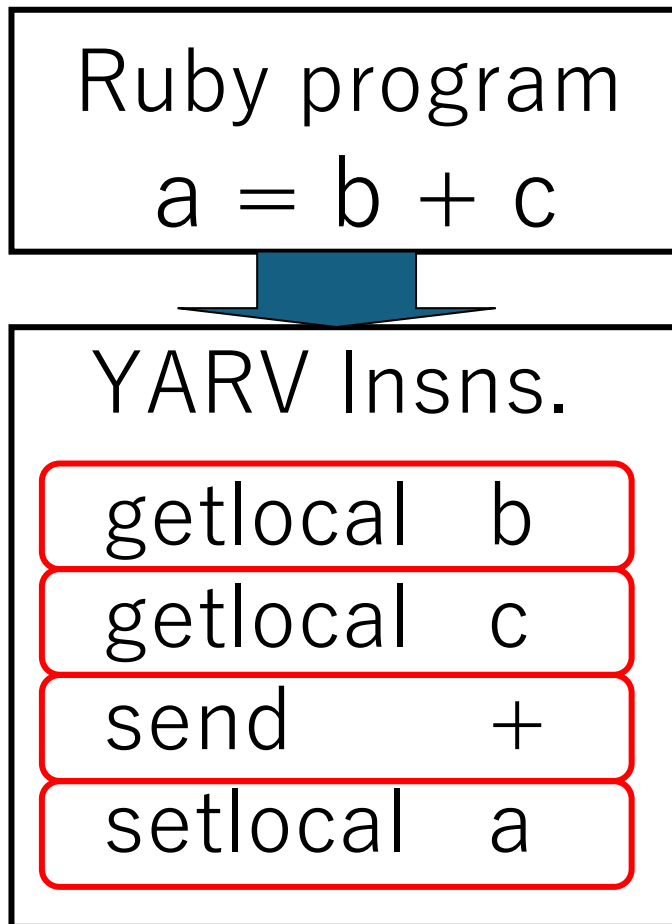 Ruby program
a = b + c
YARV Insns.
getlocal b
getlocal c
send +
setlocal a